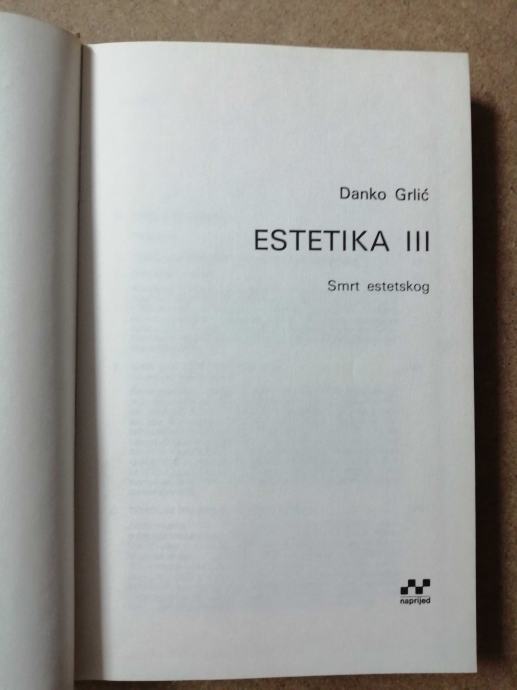 Danko Grlić
ESTETIKA III
Smrt estetskog
naprijed